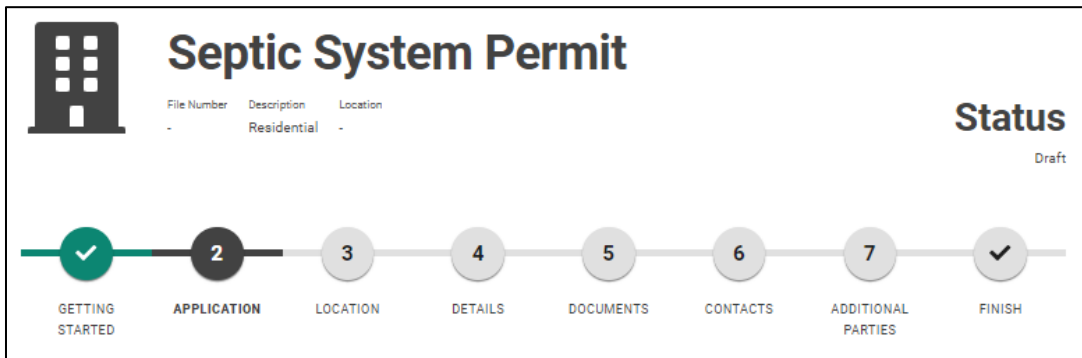 Septic System Permit
File Number Description Location
- Residential -
Status
Draft
2 3 4 5 6 7
GETTING STARTED
APPLICATION
LOCATION
DETAILS
DOCUMENTS
CONTACTS
ADDITIONAL PARTIES
FINISH